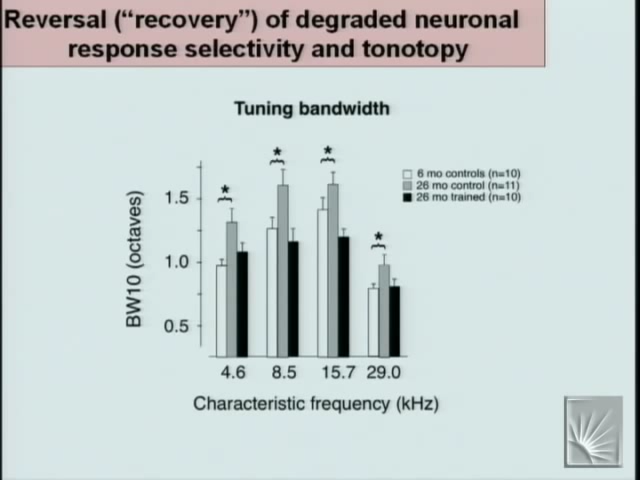 Reversal (“recovery”) of degraded neuronal
response selectivity and tonotopy
Tuning bandwidth
* * * *
6 mo controls (n=10)
26 mo control (n=11)
26 mo trained (n=10)
BW10 (octaves)
1.5
1.0
0.5
4.6 8.5 15.7 29.0
Characteristic frequency (kHz)